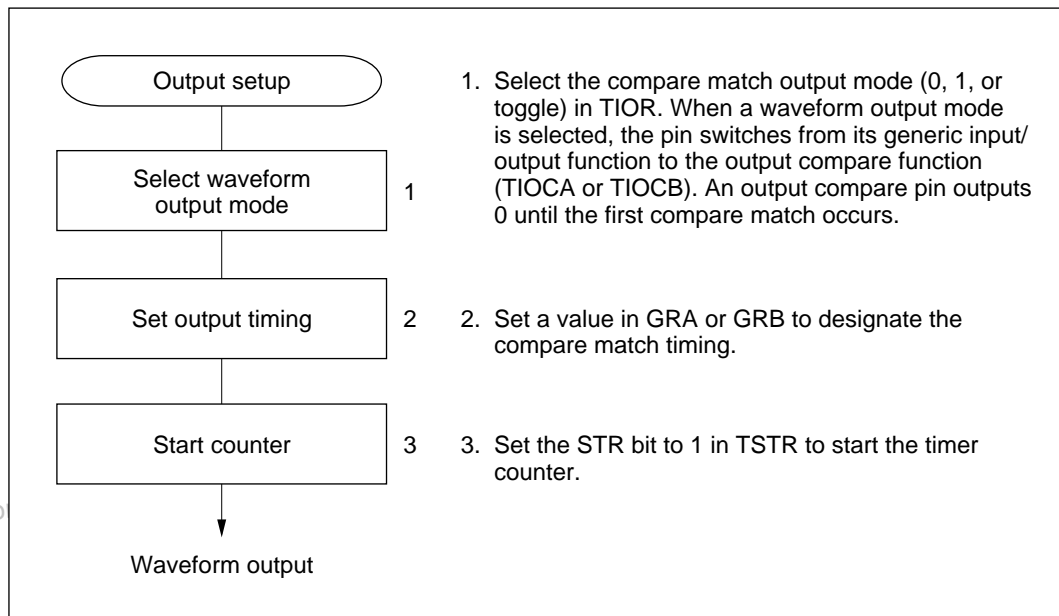 Output setup
1. Select the compare match output mode (0, 1, or
toggle) in TIOR. When a waveform output mode
is selected, the pin switches from its generic input/
output function to the output compare function
(TIOCA or TIOCB). An output compare pin outputs
0 until the first compare match occurs.
Select waveform
output mode
1
Set output timing
2
2. Set a value in GRA or GRB to designate the
compare match timing.
Start counter
3
3. Set the STR bit to 1 in TSTR to start the timer
counter.
Waveform output